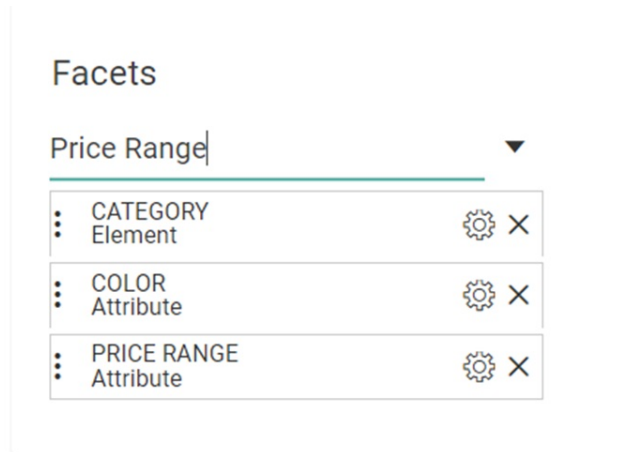 Facets
Price Range
CATEGORY
Element
COLOR
Attribute
PRICE RANGE
Attribute